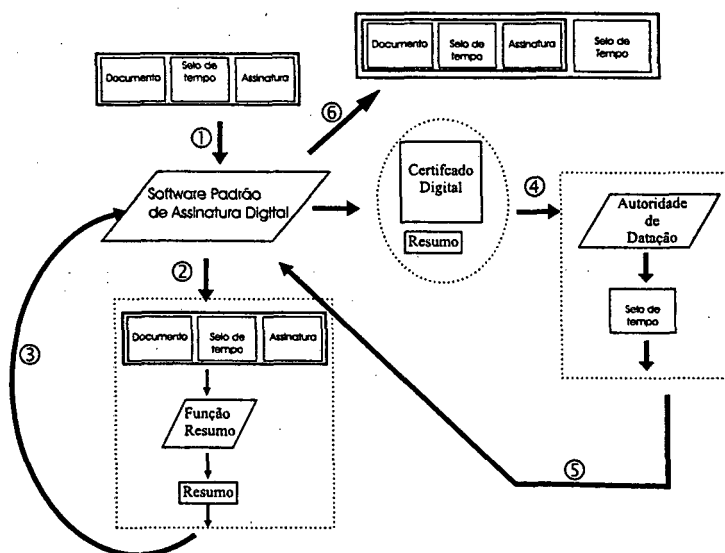 Documento
Selo de
tempo
Assinatura
Documento
Selo de
tempo
Assinatura
Selo de
Tempo
①
⑥
Software Padrão
de Assinatura Digital
Certifcado
Digital
Resumo
④
Autoridade
de
Datação
Selo de
tempo
②
Documento
Selo de
tempo
Assinatura
③
Função
Resumo
Resumo
⑤